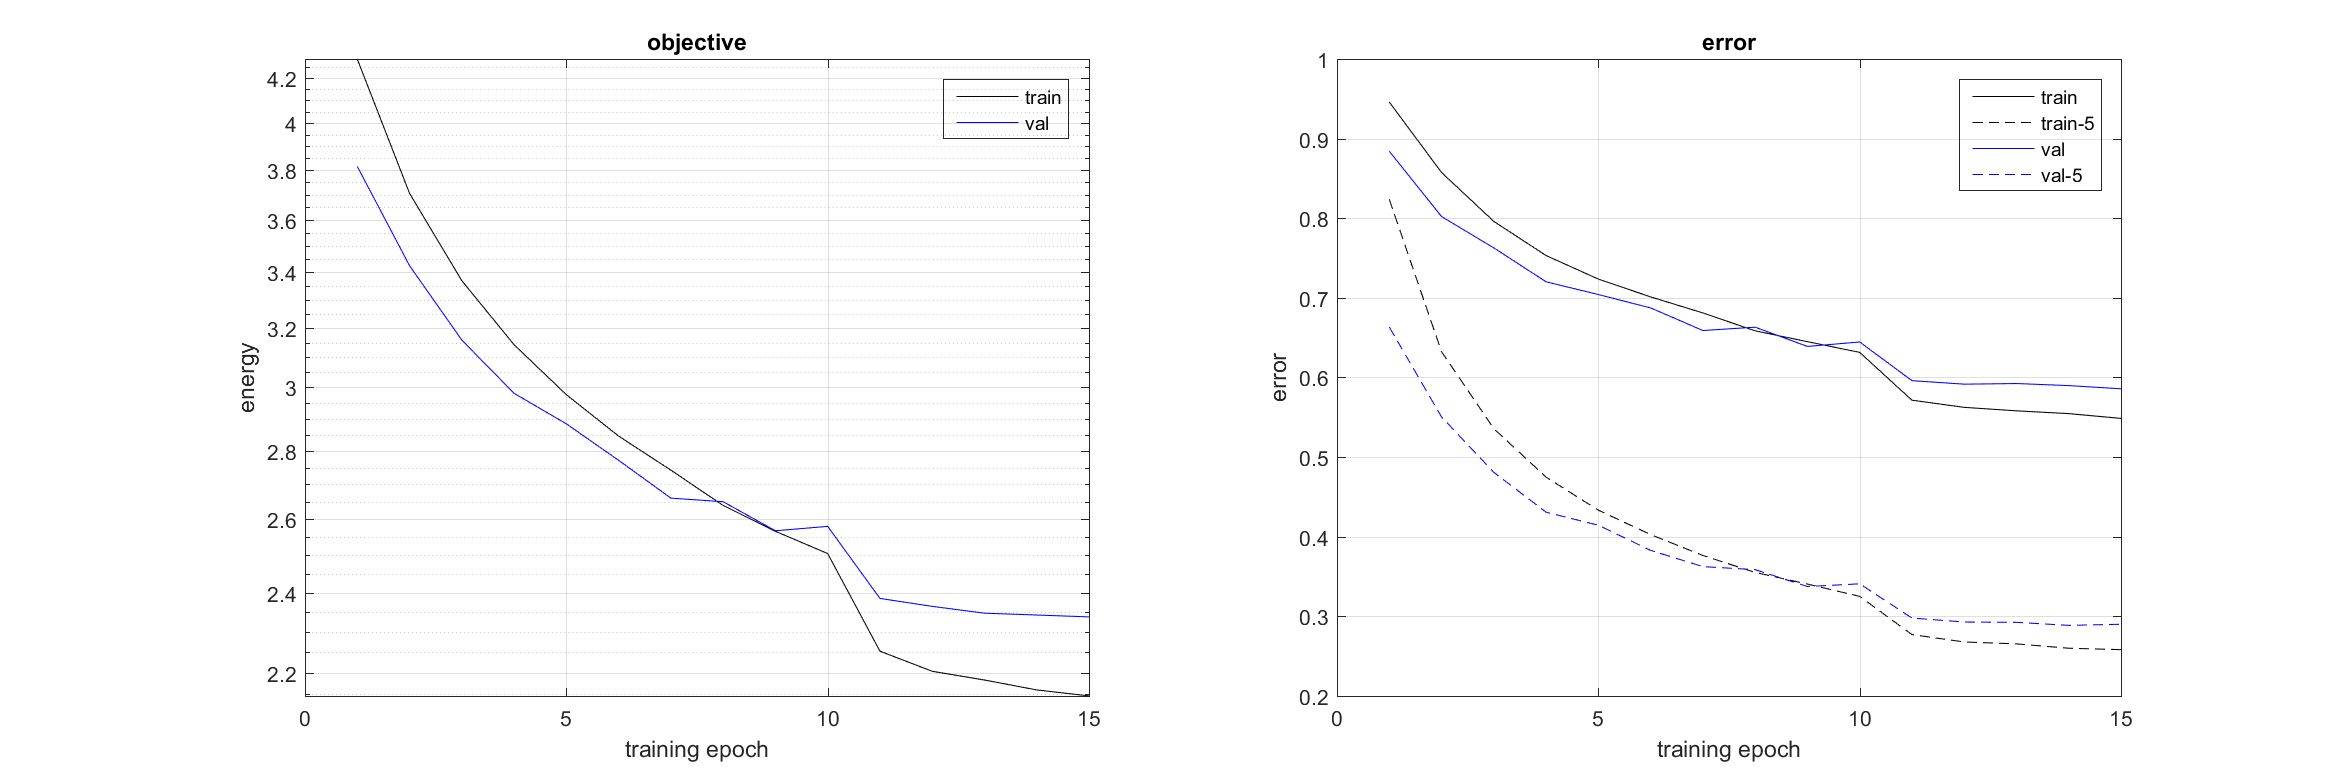 objective
4.2
4
3.8
3.6
3.4
3.2
3
2.8
2.6
2.4
2.2
energy
0
5
10
15
training epoch
train
val
error
1
0.9
0.8
0.7
0.6
0.5
0.4
0.3
0.2
error
0
5
10
15
training epoch
train
train-5
val
val-5